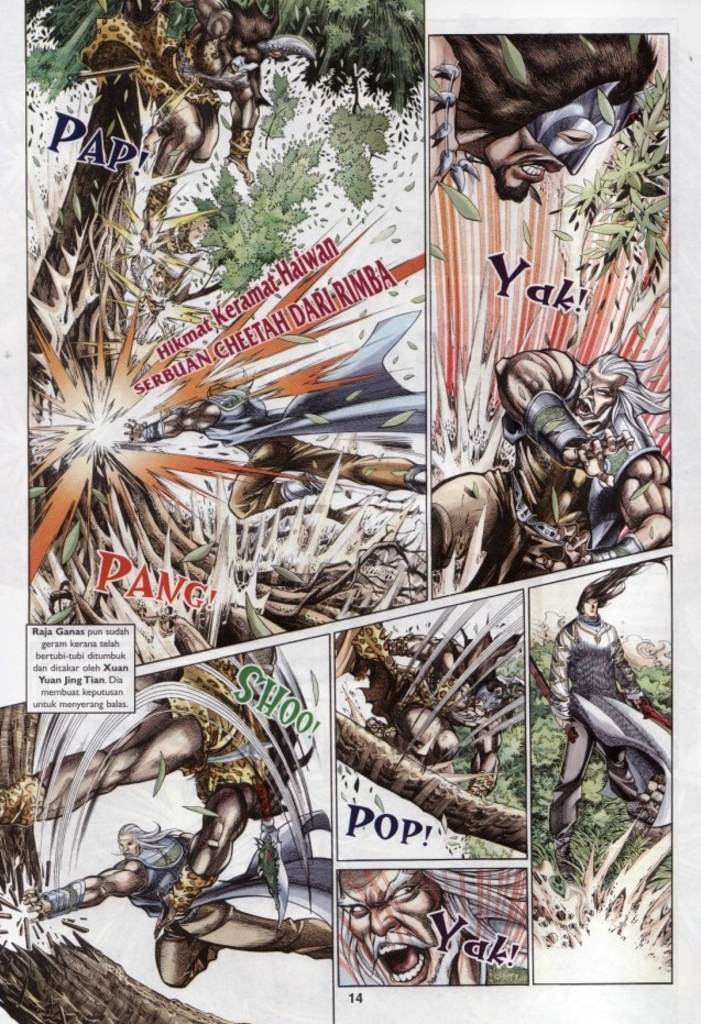 PAP!
Hikmat Keramat Haiwan
SERBUAN CHEETAH DARI RIMBA
Yak!
PANG!
Raja Ganas pun sudah
geram kerana telah
bertubi-tubi ditumbuk
dan dicakar oleh Xuan
Yuan Jing Tian. Dia
membuat keputusan
untuk menyerang balas.
SHOO!
POP!
Yak!
14